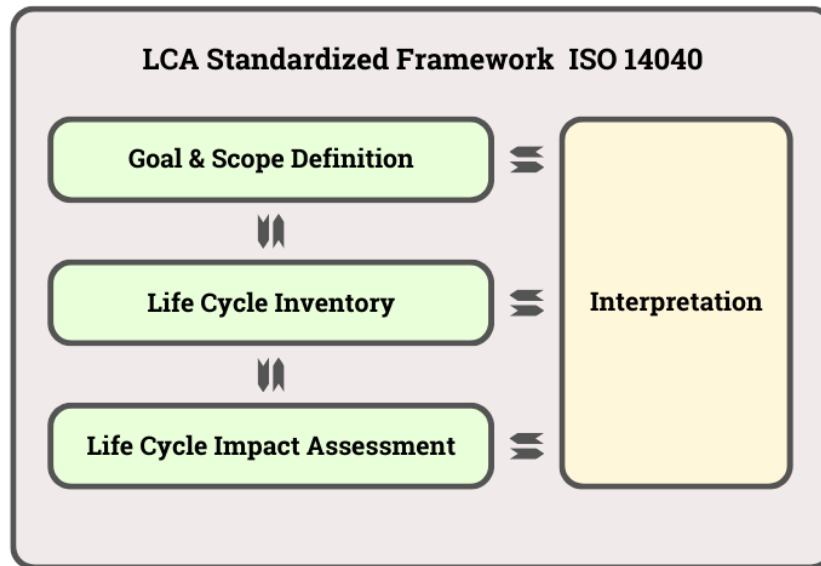 LCA Standardized Framework  ISO 14040
Goal & Scope Definition
Life Cycle Inventory
Interpretation
Life Cycle Impact Assessment